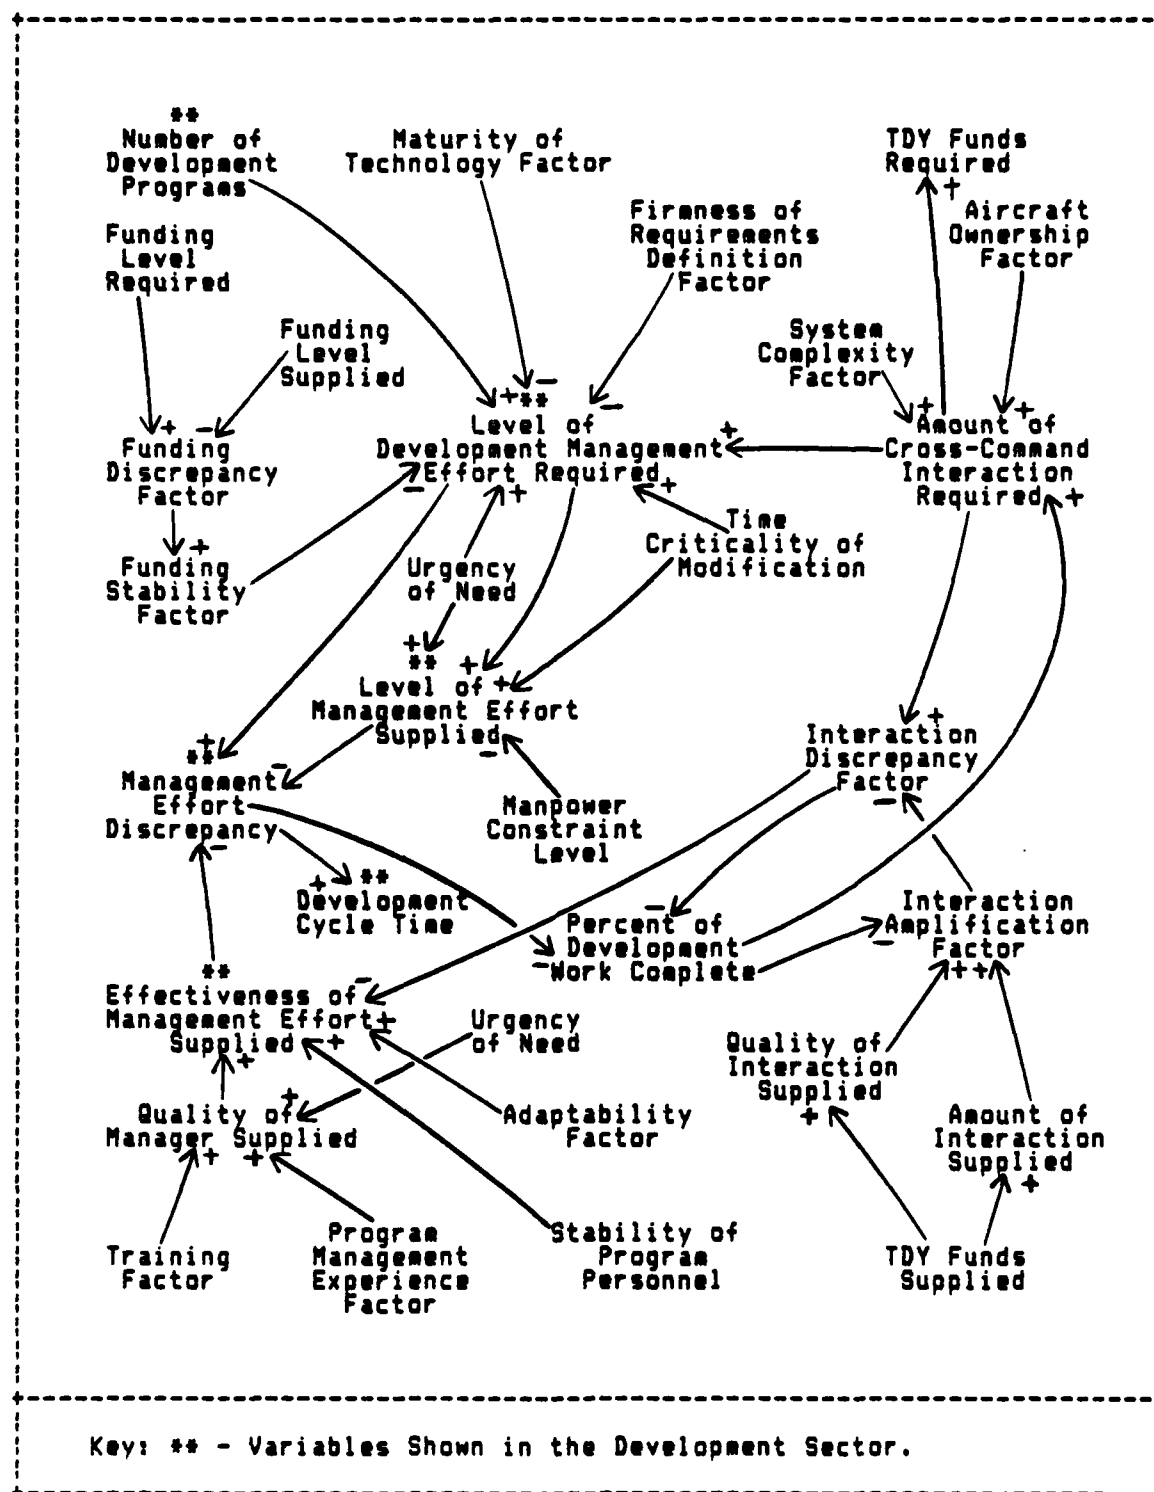 **
Number of
Development
Programs
Maturity of
Technology Factor
TDY Funds
Required
+
Firmness of
Requirements
Definition
Factor
Aircraft
Ownership
Factor
Funding
Level
Required
Funding
Level
Supplied
System
Complexity
Factor
+ -
Funding
Discrepancy
Factor
+ ** -
-
Level of
Development Management +
Effort Required +
-
+
+ +
Amount of
Cross-Command
Interaction
Required +
+
Funding
Stability
Factor
Urgency
of Need
Time
Criticality of
Modification
+
** +
Level of +
Management Effort
Supplied
-
+
**
Management -
Effort
Discrepancy
-
Manpower
Constraint
Level
+
Interaction
Discrepancy
Factor
-
+ **
Development
Cycle Time
-
Percent of
Development
- Work Complete
Interaction
Amplification
- Factor
++
**
Effectiveness of -
Management Effort +
Supplied +
+
Urgency
of Need
Quality of
Interaction
Supplied
+
+
Quality of
Manager Supplied
+ +
Adaptability
Factor
Amount of
Interaction
Supplied
+
Training
Factor
Program
Management
Experience
Factor
Stability of
Program
Personnel
TDY Funds
Supplied
Key: ** - Variables Shown in the Development Sector.